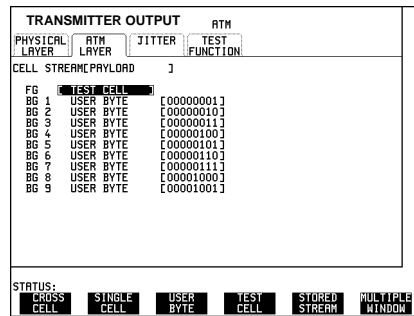 TRANSMITTER OUTPUT ATM
PHYSICAL LAYER ATM LAYER JITTER TEST FUNCTION
CELL STREAM[PAYLOAD ]
FG [ TEST CELL ]
BG 1 USER BYTE [00000001]
BG 2 USER BYTE [00000010]
BG 3 USER BYTE [00000011]
BG 4 USER BYTE [00000100]
BG 5 USER BYTE [00000101]
BG 6 USER BYTE [00000110]
BG 7 USER BYTE [00000111]
BG 8 USER BYTE [00001000]
BG 9 USER BYTE [00001001]
STATUS:
CROSS CELL SINGLE CELL USER BYTE TEST CELL STORED STREAM MULTIPLE WINDOW